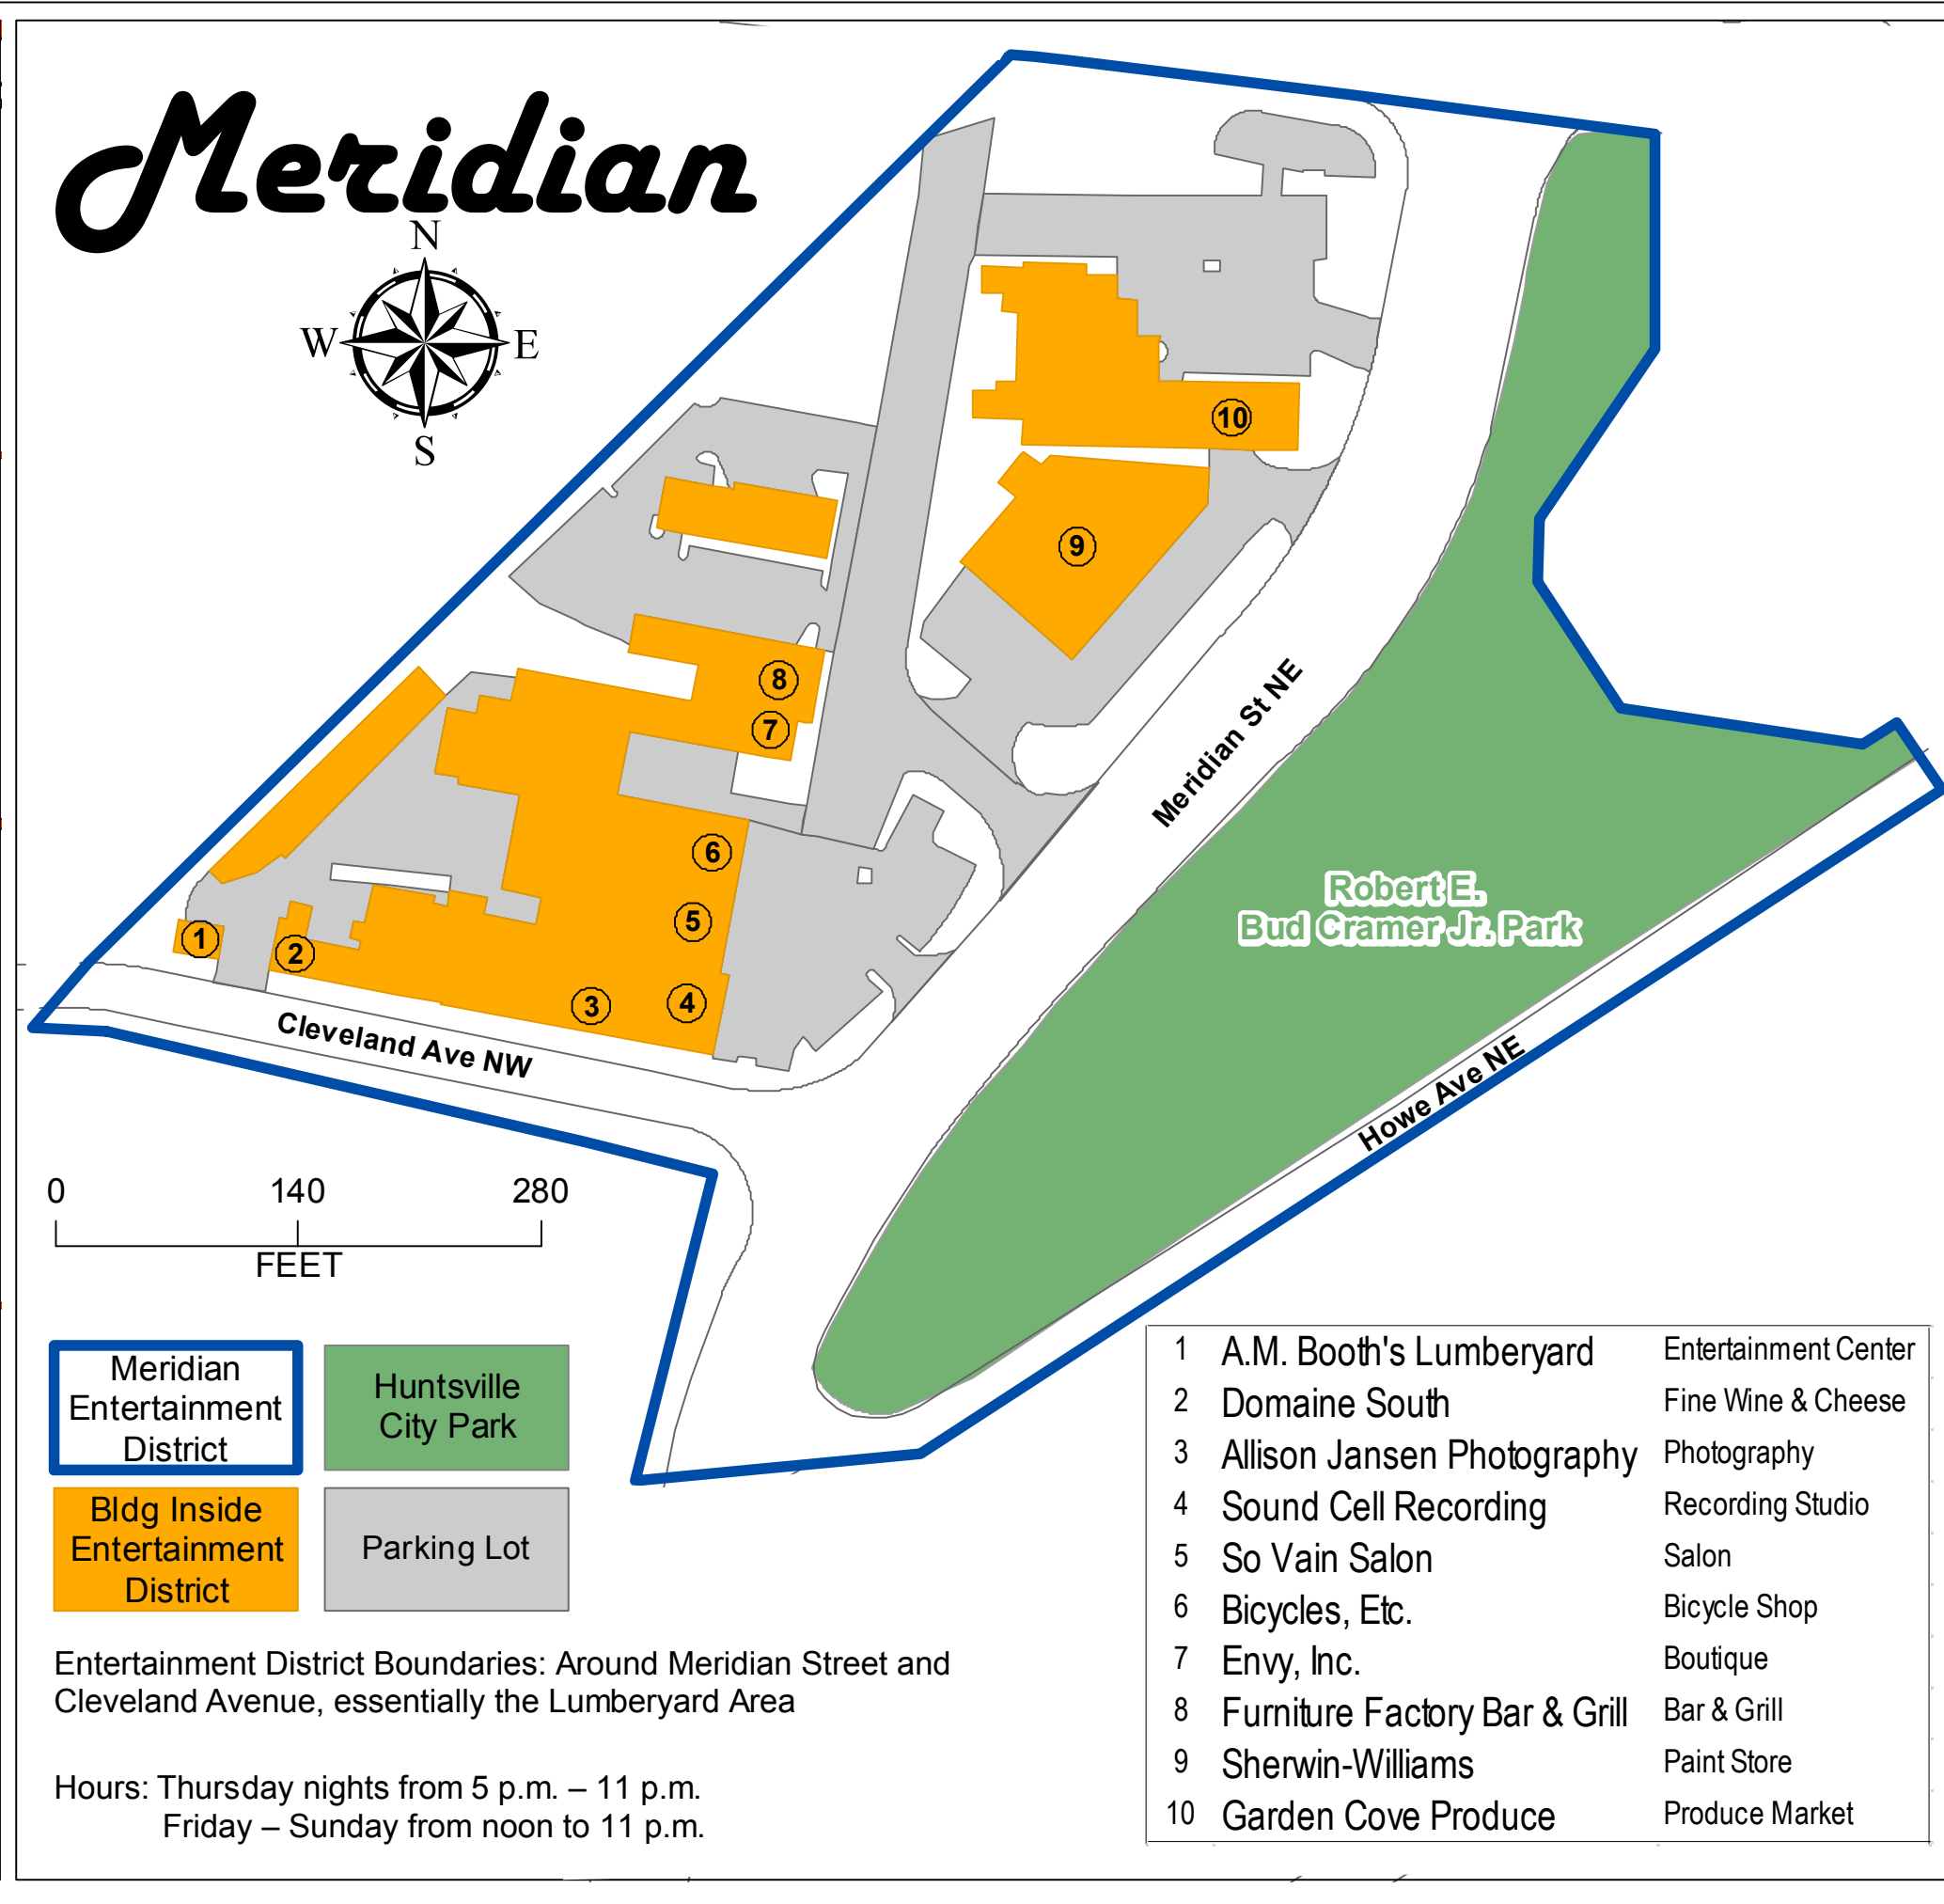 Meridian
N
W E
S
10
9
8
7
6
5
4
3
2
1
Meridian St NE
Cleveland Ave NW
Howe Ave NE
Robert E.
Bud Cramer Jr. Park
0 140 280
FEET
Meridian
Entertainment
District
Huntsville
City Park
Bldg Inside
Entertainment
District
Parking Lot
Entertainment District Boundaries: Around Meridian Street and
Cleveland Avenue, essentially the Lumberyard Area
Hours: Thursday nights from 5 p.m. – 11 p.m.
Friday – Sunday from noon to 11 p.m.
1 A.M. Booth's Lumberyard Entertainment Center
2 Domaine South Fine Wine & Cheese
3 Allison Jansen Photography Photography
4 Sound Cell Recording Recording Studio
5 So Vain Salon Salon
6 Bicycles, Etc. Bicycle Shop
7 Envy, Inc. Boutique
8 Furniture Factory Bar & Grill Bar & Grill
9 Sherwin-Williams Paint Store
10 Garden Cove Produce Produce Market